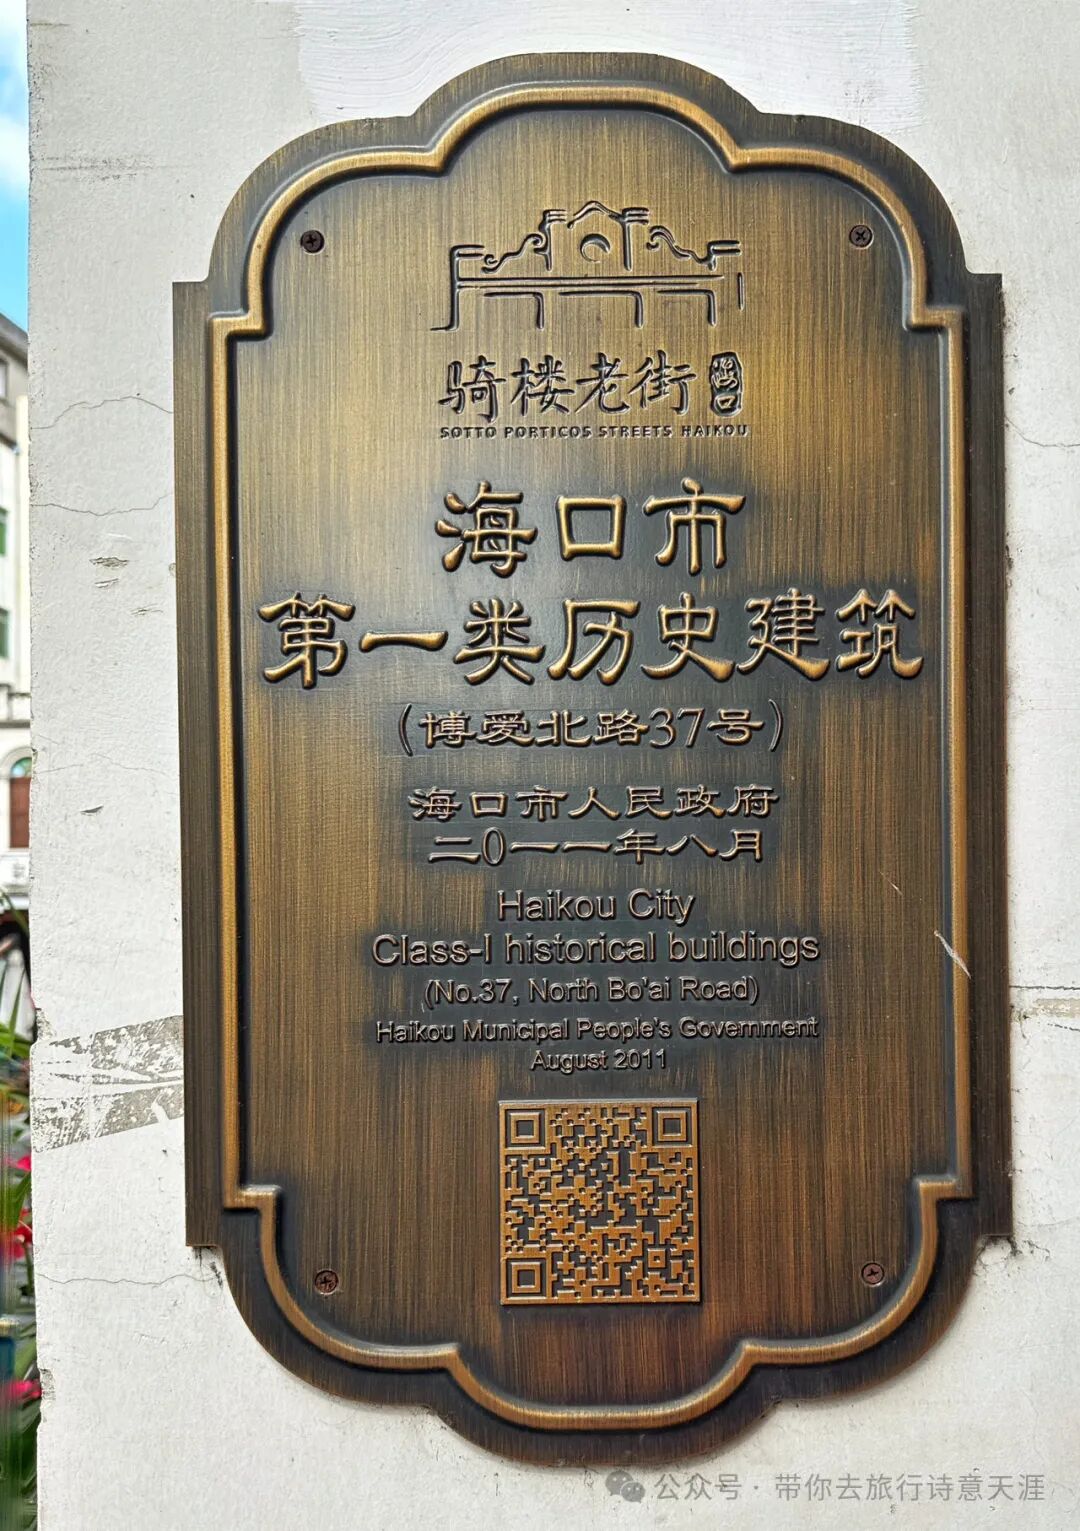 骑楼老街 海口
SOTTO PORTICOS STREETS HAIKOU
海口市
第一类历史建筑
(博爱北路37号)
海口市人民政府
二0一一年八月
Haikou City
Class-I historical buildings
(No.37, North Bo'ai Road)
Haikou Municipal People's Government
August 2011
公众号·带你去旅行诗意天涯